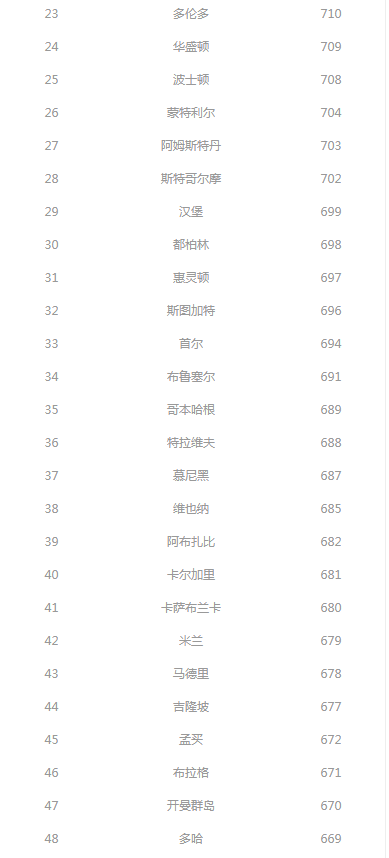 23 多伦多 710
24 华盛顿 709
25 波士顿 708
26 蒙特利尔 704
27 阿姆斯特丹 703
28 斯特哥尔摩 702
29 汉堡 699
30 都柏林 698
31 惠灵顿 697
32 斯图加特 696
33 首尔 694
34 布鲁塞尔 691
35 哥本哈根 689
36 特拉维夫 688
37 慕尼黑 687
38 维也纳 685
39 阿布扎比 682
40 卡尔加里 681
41 卡萨布兰卡 680
42 米兰 679
43 马德里 678
44 吉隆坡 677
45 孟买 672
46 布拉格 671
47 开曼群岛 670
48 多哈 669